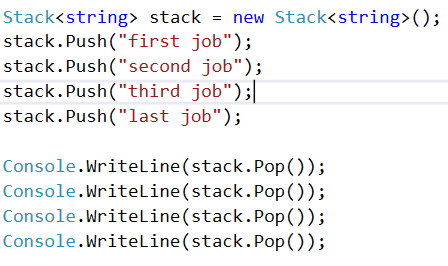 Stack<string> stack = new Stack<string>();
stack.Push("first job");
stack.Push("second job");
stack.Push("third job");
stack.Push("last job");
Console.WriteLine(stack.Pop());
Console.WriteLine(stack.Pop());
Console.WriteLine(stack.Pop());
Console.WriteLine(stack.Pop());